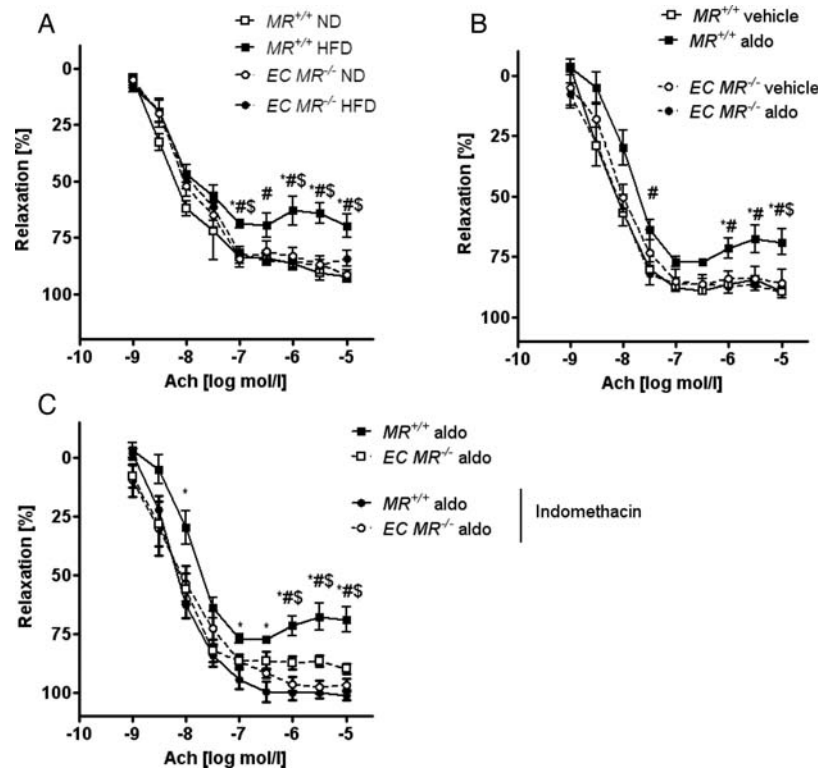 A
MR+/+ ND
MR+/+ HFD
EC MR-/- ND
EC MR-/- HFD
0
25
50
75
100
Relaxation [%]
*#$
#
*#$
*#$
*#$
-10
-9
-8
-7
-6
-5
Ach [log mol/l]
B
MR+/+ vehicle
MR+/+ aldo
EC MR-/- vehicle
EC MR-/- aldo
0
25
50
75
100
Relaxation [%]
#
*#
*#
*#$
-10
-9
-8
-7
-6
-5
Ach [log mol/l]
C
MR+/+ aldo
EC MR-/- aldo
MR+/+ aldo
EC MR-/- aldo
Indomethacin
0
25
50
75
100
Relaxation [%]
*
*
*
*#$
*#$
*#$
-10
-9
-8
-7
-6
-5
Ach [log mol/l]